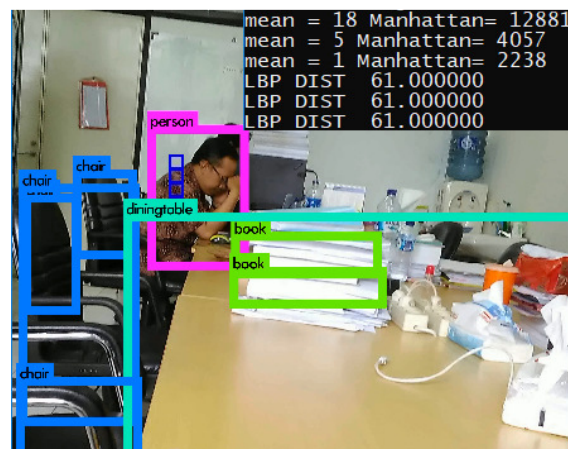 mean = 18 Manhattan= 12881
mean = 5 Manhattan= 4057
mean = 1 Manhattan= 2238
LBP DIST 61.000000
LBP DIST 61.000000
LBP DIST 61.000000
person
chair
chair
diningtable
book
book
chair